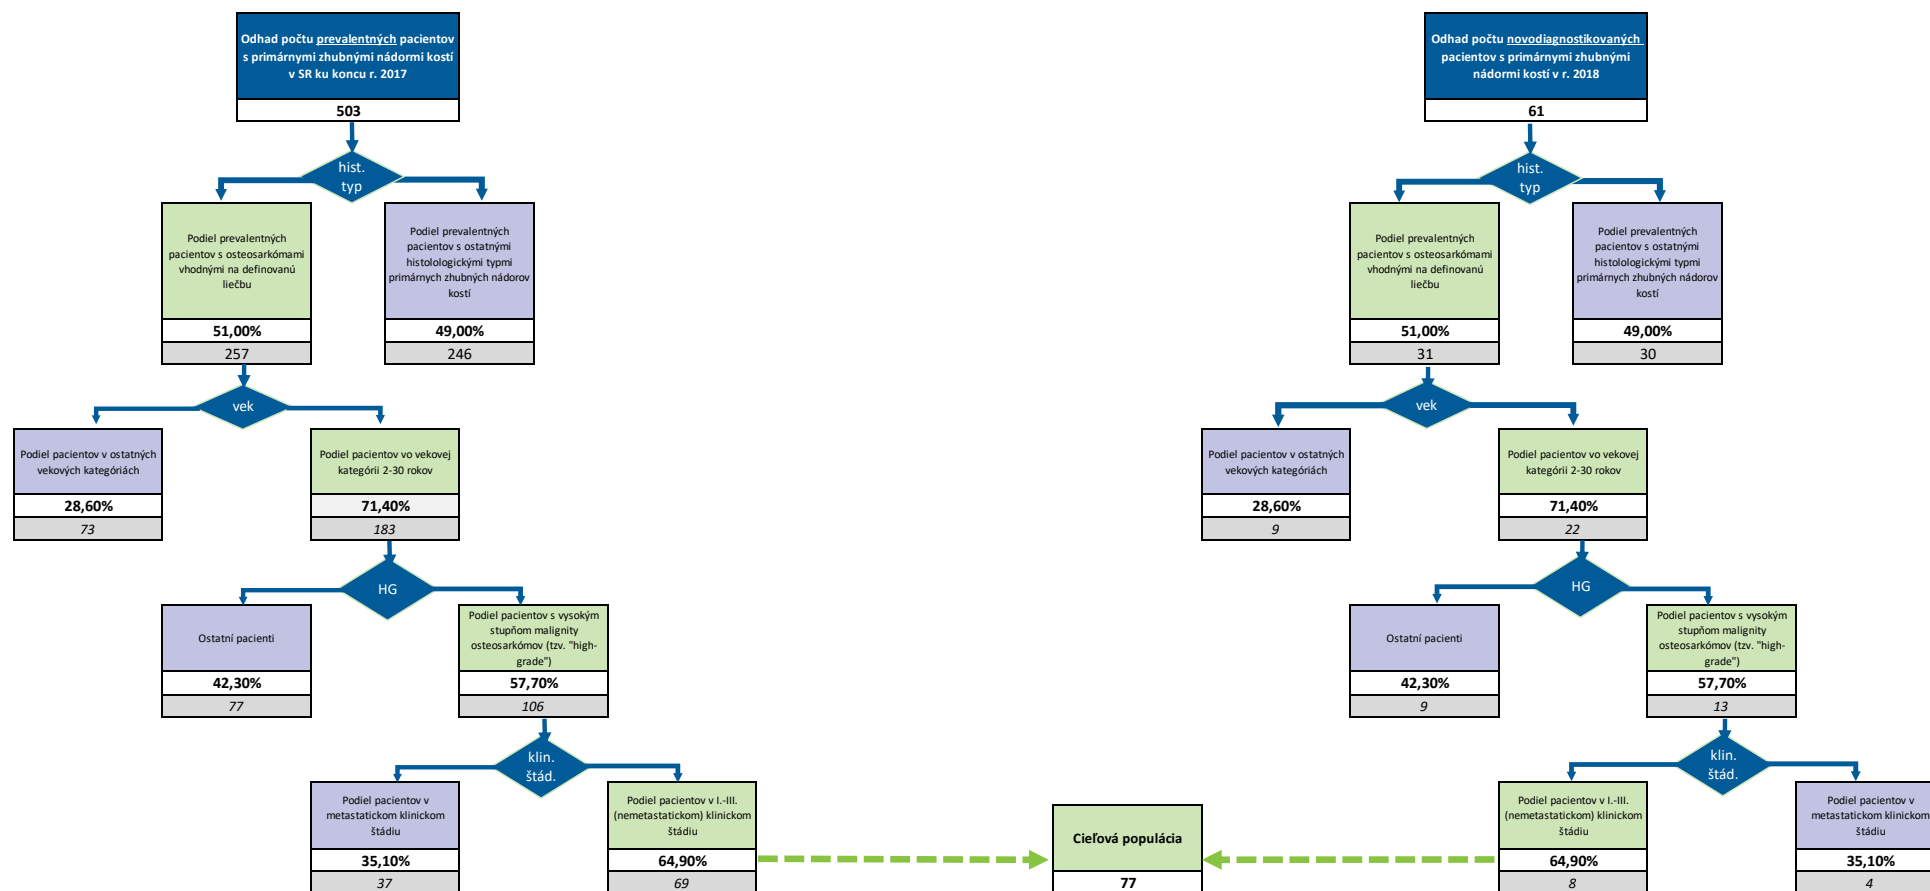 Odhad počtu prevalentných pacientov
s primárnymi zhubnými nádormi kostí
v SR ku koncu r. 2017
503
hist.
typ
Podiel prevalentných
pacientov s osteosarkómami
vhodnými na definovanú
liečbu
51,00%
257
Podiel prevalentných
pacientov s ostatnými
histolologickými typmi
primárnych zhubných nádorov
kostí
49,00%
246
vek
Podiel pacientov v ostatných
vekových kategóriách
28,60%
73
Podiel pacientov vo vekovej
kategórii 2-30 rokov
71,40%
183
HG
Ostatní pacienti
42,30%
77
Podiel pacientov s vysokým
stupňom malignity
osteosarkómov (tzv. "high-
grade")
57,70%
106
klin.
štád.
Podiel pacientov v
metastatickom klinickom
štádiu
35,10%
37
Podiel pacientov v I.-III.
(nemetastatickom) klinickom
štádiu
64,90%
69
Cieľová populácia
77
Odhad počtu novodiagnostikovaných
pacientov s primárnymi zhubnými
nádormi kostí v r. 2018
61
hist.
typ
Podiel prevalentných
pacientov s osteosarkómami
vhodnými na definovanú
liečbu
51,00%
31
Podiel prevalentných
pacientov s ostatnými
histolologickými typmi
primárnych zhubných nádorov
kostí
49,00%
30
vek
Podiel pacientov v ostatných
vekových kategóriách
28,60%
9
Podiel pacientov vo vekovej
kategórii 2-30 rokov
71,40%
22
HG
Ostatní pacienti
42,30%
9
Podiel pacientov s vysokým
stupňom malignity
osteosarkómov (tzv. "high-
grade")
57,70%
13
klin.
štád.
Podiel pacientov v I.-III.
(nemetastatickom) klinickom
štádiu
64,90%
8
Podiel pacientov v
metastatickom klinickom
štádiu
35,10%
4